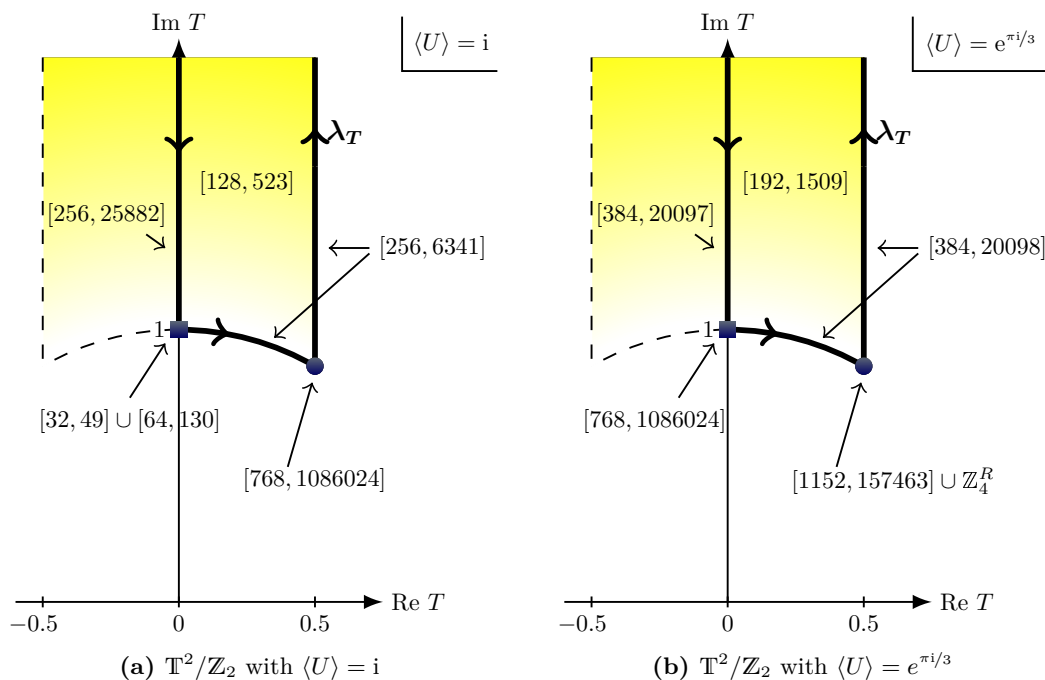 Im T
⟨U⟩ = i
λ_T
[128, 523]
[256, 25882]
[256, 6341]
1
[32, 49] ∪ [64, 130]
[768, 1086024]
Re T
−0.5 0 0.5
(a) 𝕋²/ℤ₂ with ⟨U⟩ = i
Im T
⟨U⟩ = e^{πi/3}
λ_T
[192, 1509]
[384, 20097]
[384, 20098]
1
[768, 1086024]
[1152, 157463] ∪ ℤ₄ᴿ
Re T
−0.5 0 0.5
(b) 𝕋²/ℤ₂ with ⟨U⟩ = e^{πi/3}